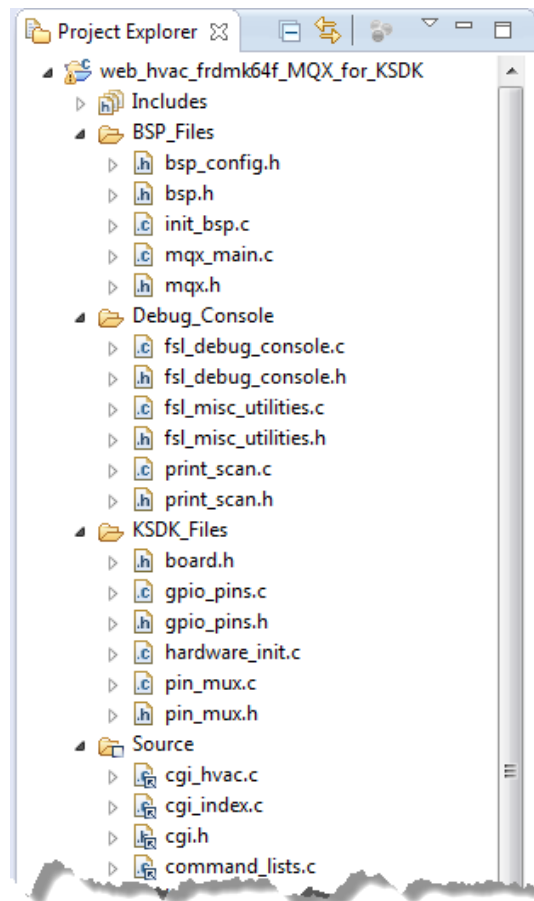 Project Explorer
web_hvac_frdmk64f_MQX_for_KSDK
Includes
BSP_Files
bsp_config.h
bsp.h
init_bsp.c
mqx_main.c
mqx.h
Debug_Console
fsl_debug_console.c
fsl_debug_console.h
fsl_misc_utilities.c
fsl_misc_utilities.h
print_scan.c
print_scan.h
KSDK_Files
board.h
gpio_pins.c
gpio_pins.h
hardware_init.c
pin_mux.c
pin_mux.h
Source
cgi_hvac.c
cgi_index.c
cgi.h
command_lists.c